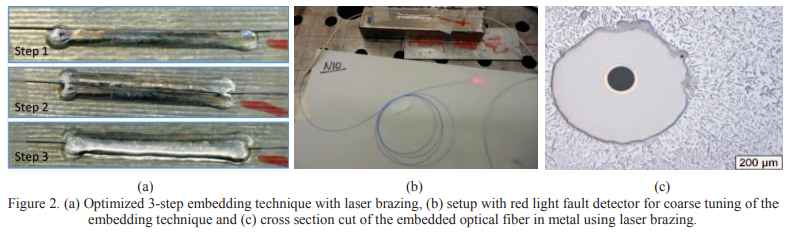 Step 1
Step 2
Step 3
N10
200 µm
(a)
(b)
(c)
Figure 2. (a) Optimized 3-step embedding technique with laser brazing, (b) setup with red light fault detector for coarse tuning of the
embedding technique and (c) cross section cut of the embedded optical fiber in metal using laser brazing.